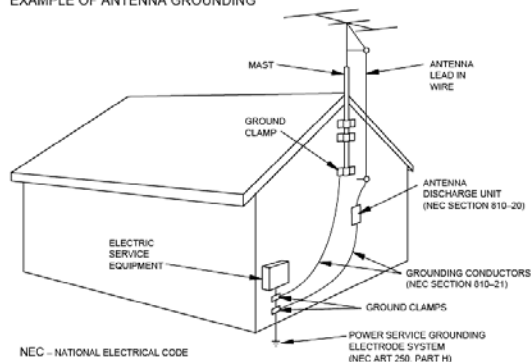 EXAMPLE OF ANTENNA GROUNDING
MAST
ANTENNA
LEAD IN
WIRE
GROUND
CLAMP
ANTENNA
DISCHARGE UNIT
(NEC SECTION 810–20)
ELECTRIC
SERVICE
EQUIPMENT
GROUNDING CONDUCTORS
(NEC SECTION 810–21)
GROUND CLAMPS
POWER SERVICE GROUNDING
ELECTRODE SYSTEM
(NEC ART 250, PART H)
NEC – NATIONAL ELECTRICAL CODE